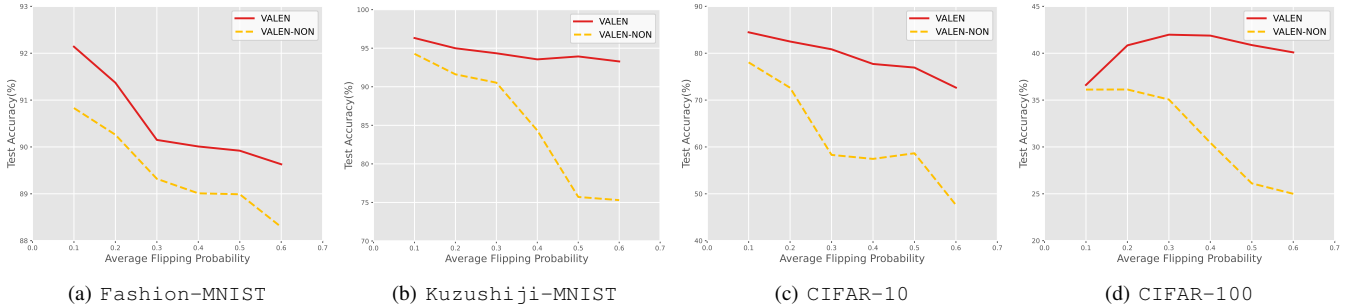 93
92
91
90
89
88
0.0 0.1 0.2 0.3 0.4 0.5 0.6 0.7
Test Accuracy(%)
Average Flipping Probability
VALEN
VALEN-NON
(a) Fashion-MNIST
100
95
90
85
80
75
70
0.0 0.1 0.2 0.3 0.4 0.5 0.6 0.7
Test Accuracy(%)
Average Flipping Probability
VALEN
VALEN-NON
(b) Kuzushiji-MNIST
90
80
70
60
50
40
0.0 0.1 0.2 0.3 0.4 0.5 0.6 0.7
Test Accuracy(%)
Average Flipping Probability
VALEN
VALEN-NON
(c) CIFAR-10
45
40
35
30
25
20
0.0 0.1 0.2 0.3 0.4 0.5 0.6 0.7
Test Accuracy(%)
Average Flipping Probability
VALEN
VALEN-NON
(d) CIFAR-100